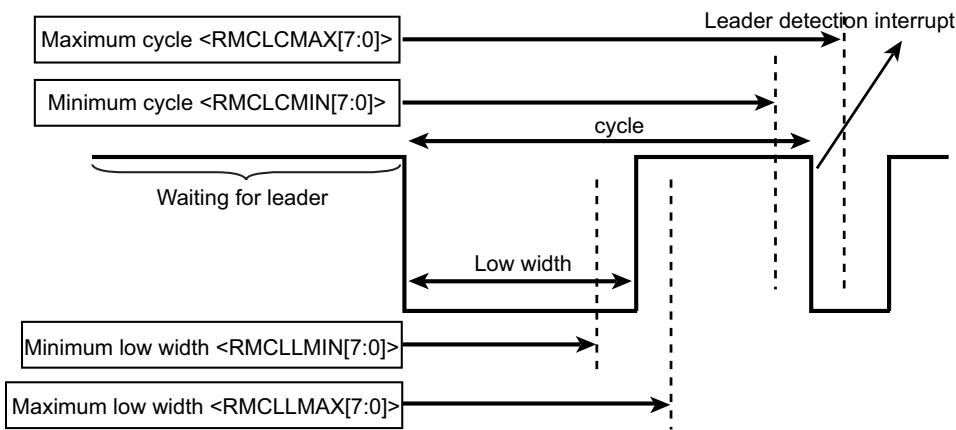 Leader detection interrupt
Maximum cycle <RMCLCMAX[7:0]>
Minimum cycle <RMCLCMIN[7:0]>
cycle
Waiting for leader
Low width
Minimum low width <RMCLLMIN[7:0]>
Maximum low width <RMCLLMAX[7:0]>